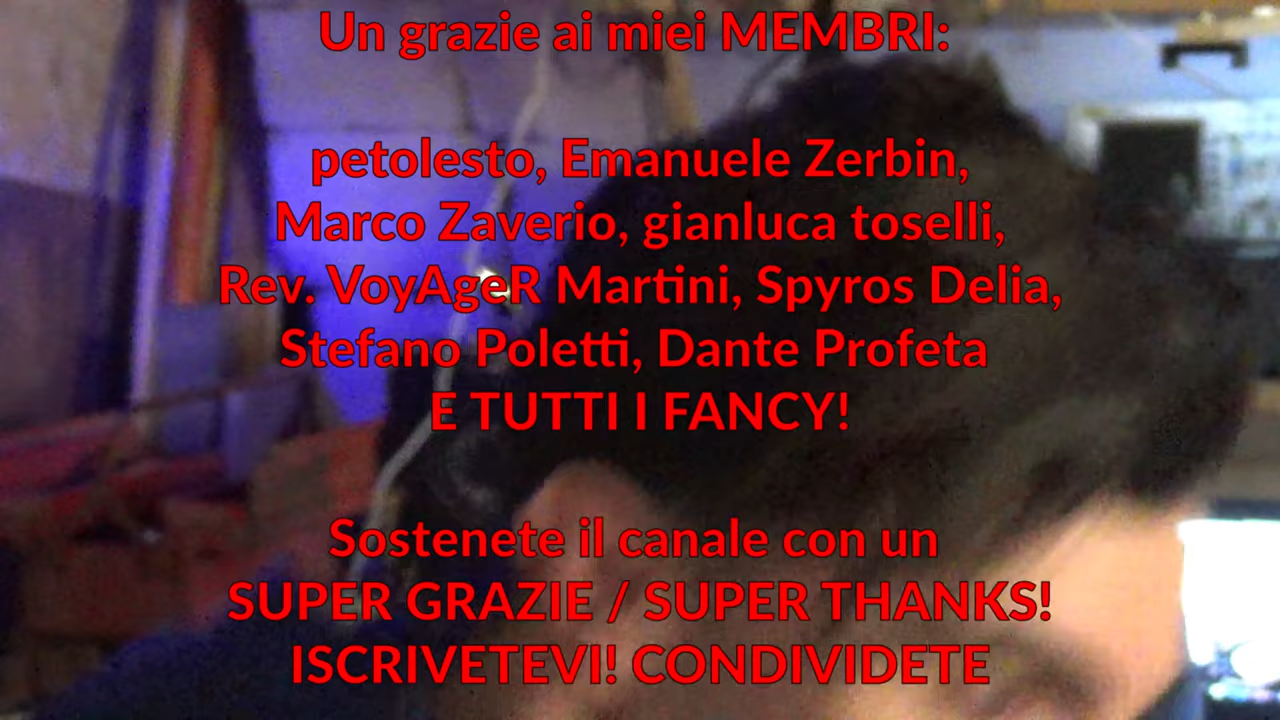 Un grazie ai miei MEMBRI:
petolesto, Emanuele Zerbin,
Marco Zaverio, gianluca toselli,
Rev. VoyAgeR Martini, Spyros Delia,
Stefano Poletti, Dante Profeta
E TUTTI I FANCY!
Sostenete il canale con un
SUPER GRAZIE / SUPER THANKS!
ISCRIVETEVI! CONDIVIDETE